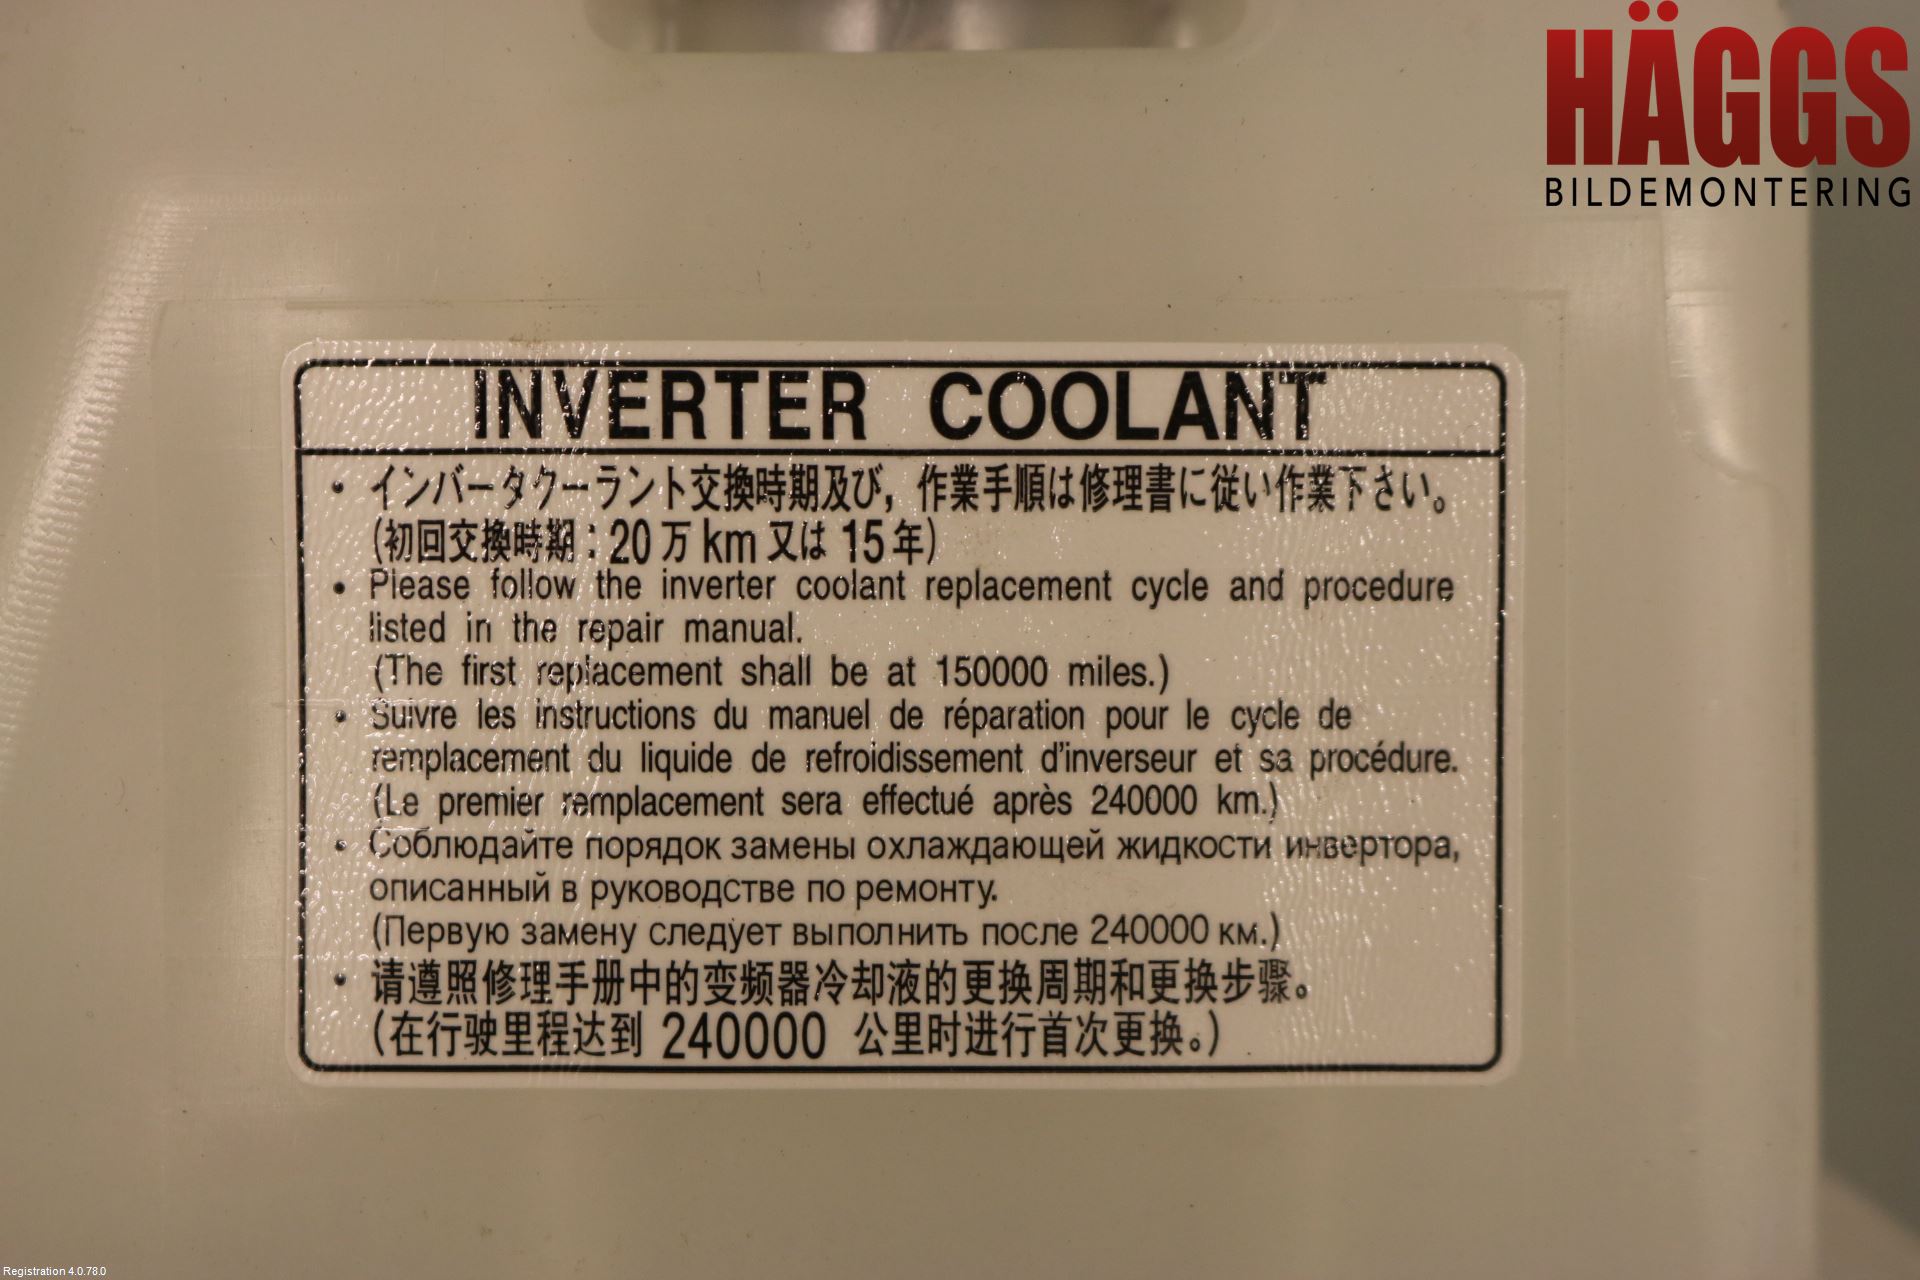 HÄGGS
BILDEMONTERING
INVERTER COOLANT
・インバータクーラント交換時期及び，作業手順は修理書に従い作業下さい。
(初回交換時期：20万km又は15年)
• Please follow the inverter coolant replacement cycle and procedure
listed in the repair manual.
(The first replacement shall be at 150000 miles.)
• Suivre les instructions du manuel de réparation pour le cycle de
remplacement du liquide de refroidissement d'inverseur et sa procédure.
(Le premier remplacement sera effectué après 240000 km.)
• Соблюдайте порядок замены охлаждающей жидкости инвертора,
описанный в руководстве по ремонту.
(Первую замену следует выполнить после 240000 км.)
• 请遵照修理手册中的变频器冷却液的更换周期和更换步骤。
(在行驶里程达到 240000 公里时进行首次更换。)
Registration 4.0.78.0